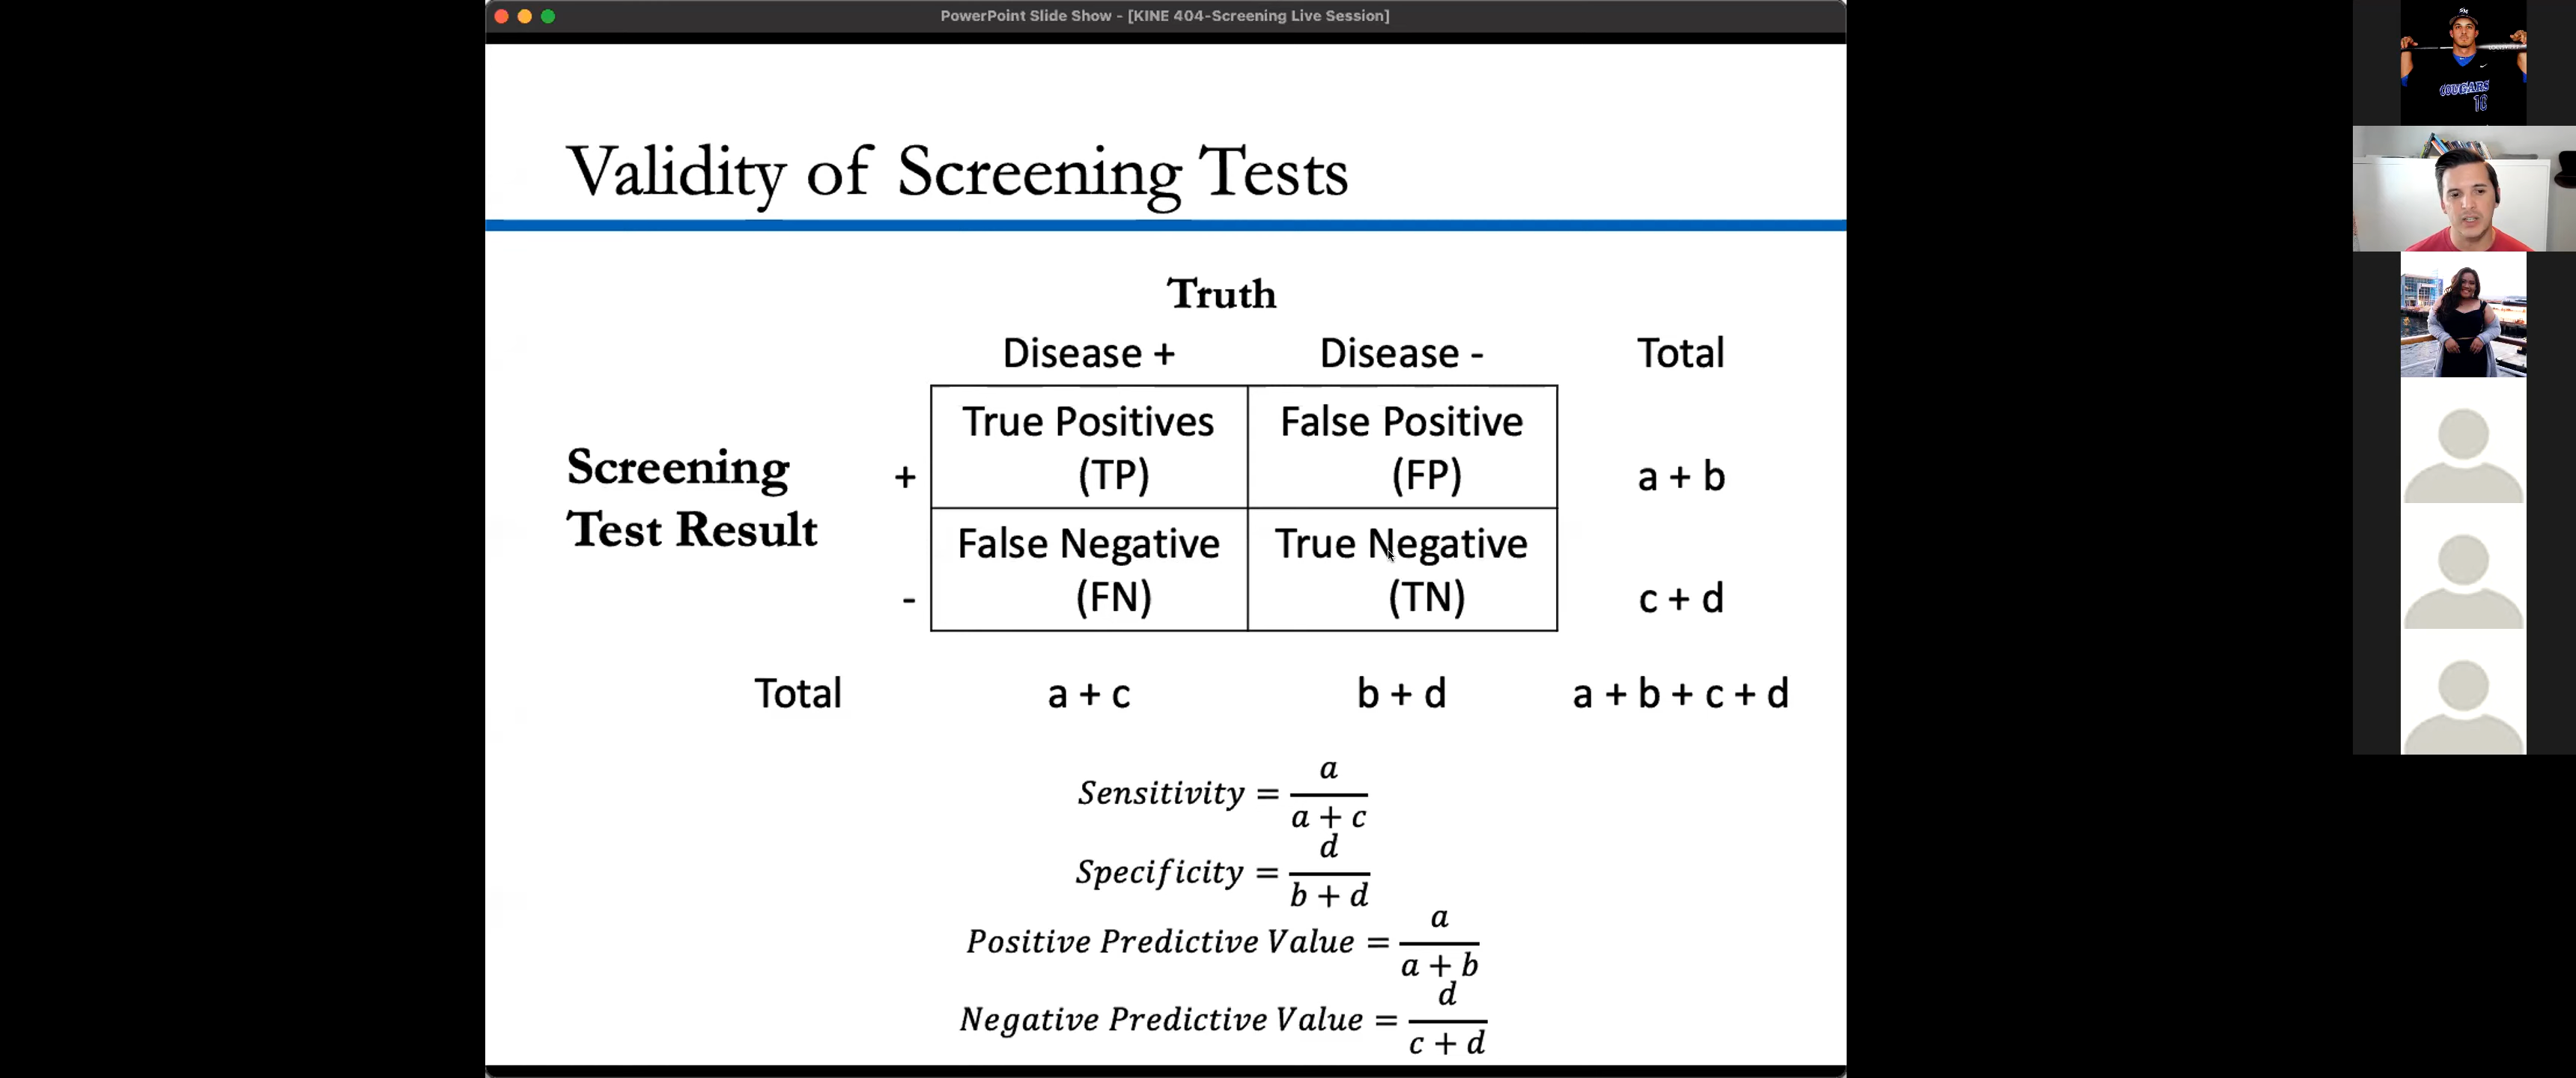 PowerPoint Slide Show - [KINE 404-Screening Live Session]
Validity of Screening Tests
Truth
Disease + Disease - Total
True Positives False Positive
Screening
+ (TP) (FP) a + b
Test Result
False Negative True Negative
- (FN) (TN) c + d
Total a + c b + d a + b + c + d
Sensitivity = a / (a + c)
Specificity = d / (b + d)
Positive Predictive Value = a / (a + b)
Negative Predictive Value = d / (c + d)
SM
COUGARS